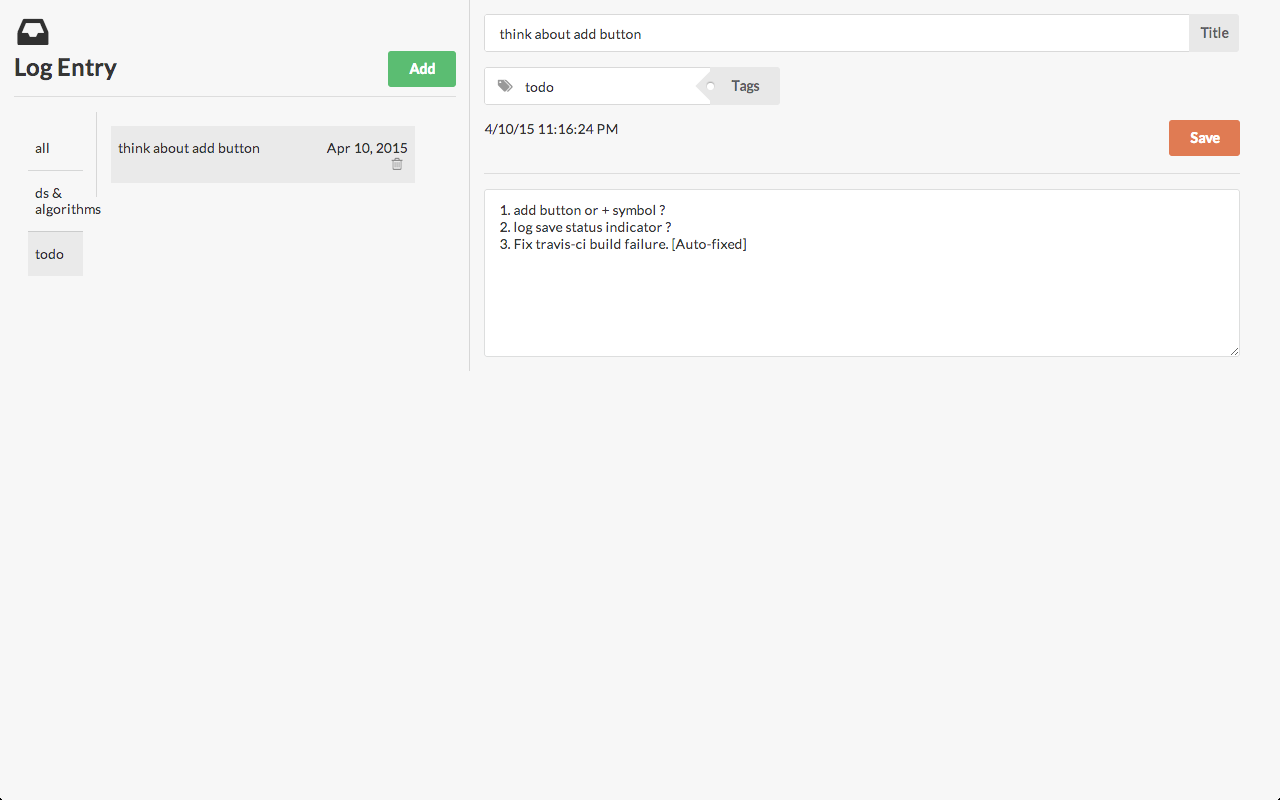 Log Entry
Add
all
ds &
algorithms
todo
think about add button
Apr 10, 2015
think about add button
Title
todo
Tags
4/10/15 11:16:24 PM
Save
1. add button or + symbol ?
2. log save status indicator ?
3. Fix travis-ci build failure. [Auto-fixed]